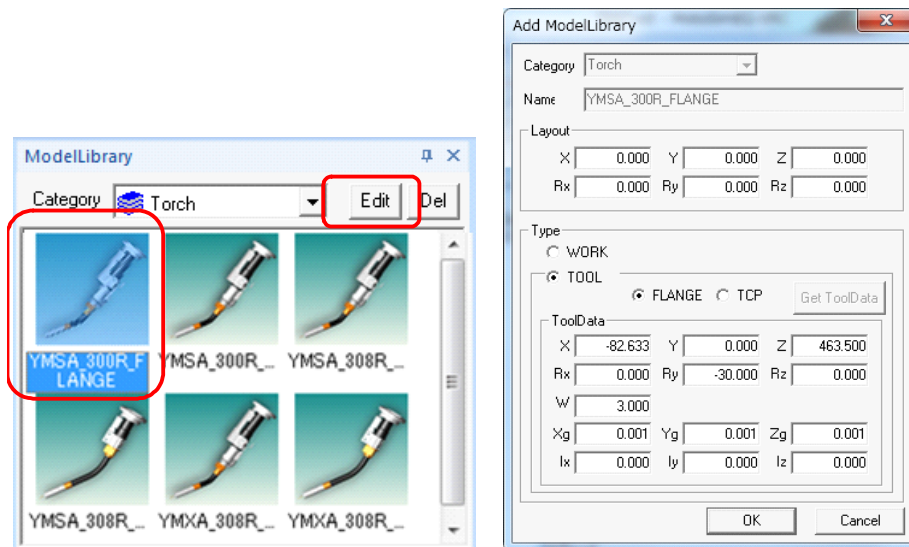 ModelLibrary
Category Torch Edit Del
YMSA_300R_F
LANGE
YMSA_300R_...
YMSA_308R_...
YMSA_308R_...
YMXA_308R_...
YMXA_308R_...
Add ModelLibrary
Category Torch
Name YMSA_300R_FLANGE
Layout
X 0.000 Y 0.000 Z 0.000
Rx 0.000 Ry 0.000 Rz 0.000
Type
WORK
TOOL
FLANGE TCP Get ToolData
ToolData
X -82.633 Y 0.000 Z 463.500
Rx 0.000 Ry -30.000 Rz 0.000
W 3.000
Xg 0.001 Yg 0.001 Zg 0.001
Ix 0.000 Iy 0.000 Iz 0.000
OK Cancel